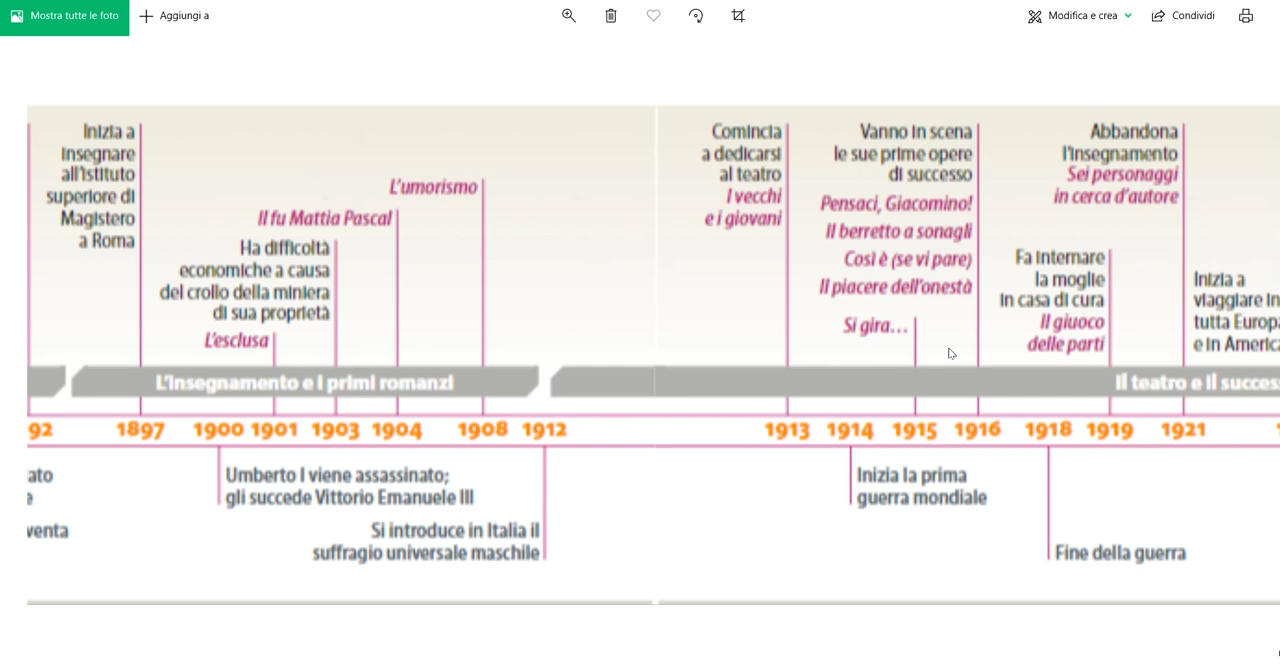 Mostra tutte le foto
Aggiungi a
Modifica e crea
Condividi
Inizia a
insegnare
all'Istituto
superiore di
Magistero
a Roma
L'esclusa
Ha difficoltà
economiche a causa
del crollo della miniera
di sua proprietà
Il fu Mattia Pascal
L'umorismo
Comincia
a dedicarsi
al teatro
I vecchi
e i giovani
Vanno in scena
le sue prime opere
di successo
Pensaci, Giacomino!
Il berretto a sonagli
Così è (se vi pare)
Il piacere dell'onestà
Si gira...
Fa internare
la moglie
in casa di cura
Il giuoco
delle parti
Abbandona
l'insegnamento
Sei personaggi
in cerca d'autore
Inizia a
viaggiare in
tutta Europa
e in America
L'insegnamento e i primi romanzi
Il teatro e il succes
92 1897 1900 1901 1903 1904 1908 1912 1913 1914 1915 1916 1918 1919 1921
ato
e
venta
Umberto I viene assassinato;
gli succede Vittorio Emanuele III
Si introduce in Italia il
suffragio universale maschile
Inizia la prima
guerra mondiale
Fine della guerra